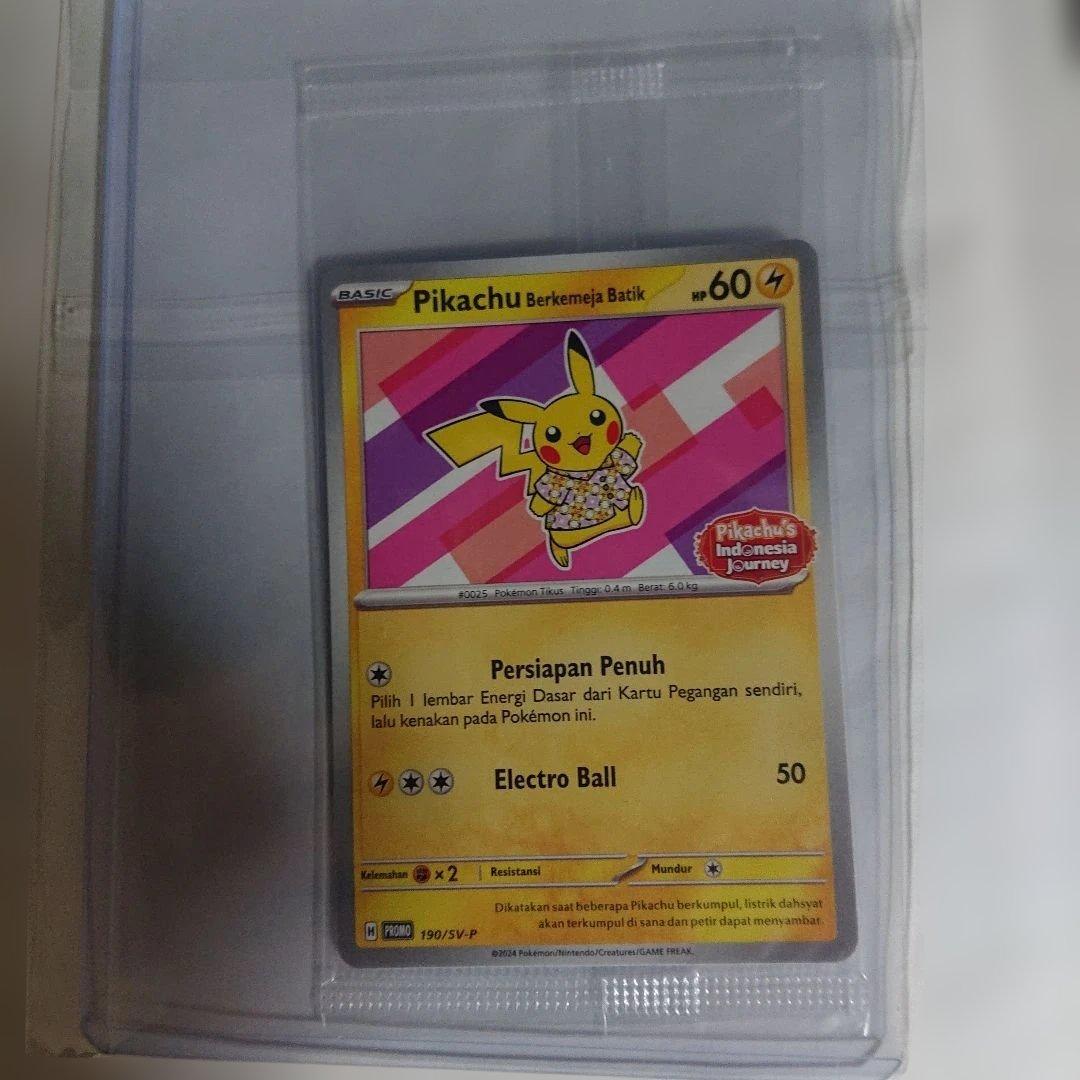 BASIC
Pikachu Berkemeja Batik HP 60
Pikachu's
Indonesia
Journey
#0025 Pokémon Tikus Tinggi: 0.4 m Berat: 6.0 kg
Persiapan Penuh
Pilih 1 lembar Energi Dasar dari Kartu Pegangan sendiri,
lalu kenakan pada Pokémon ini.
Electro Ball 50
Kelemahan ×2 Resistansi Mundur
Dikatakan saat beberapa Pikachu berkumpul, listrik dahsyat
akan terkumpul di sana dan petir dapat menyambar.
H PROMO 190/SV-P
©2024 Pokémon/Nintendo/Creatures/GAME FREAK.